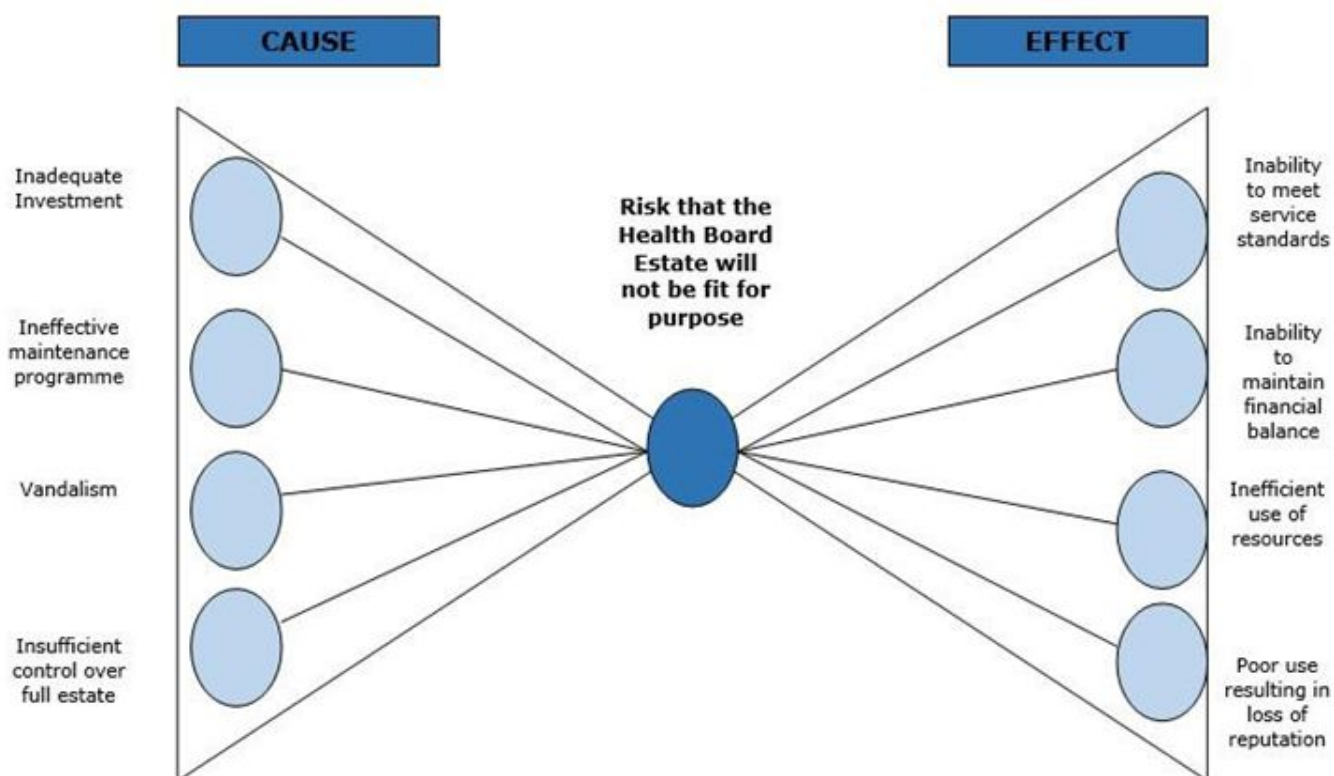 CAUSE
EFFECT
Inadequate
Investment
Ineffective
maintenance
programme
Vandalism
Insufficient
control over
full estate
Risk that the
Health Board
Estate will
not be fit for
purpose
Inability
to meet
service
standards
Inability
to
maintain
financial
balance
Inefficient
use of
resources
Poor use
resulting in
loss of
reputation